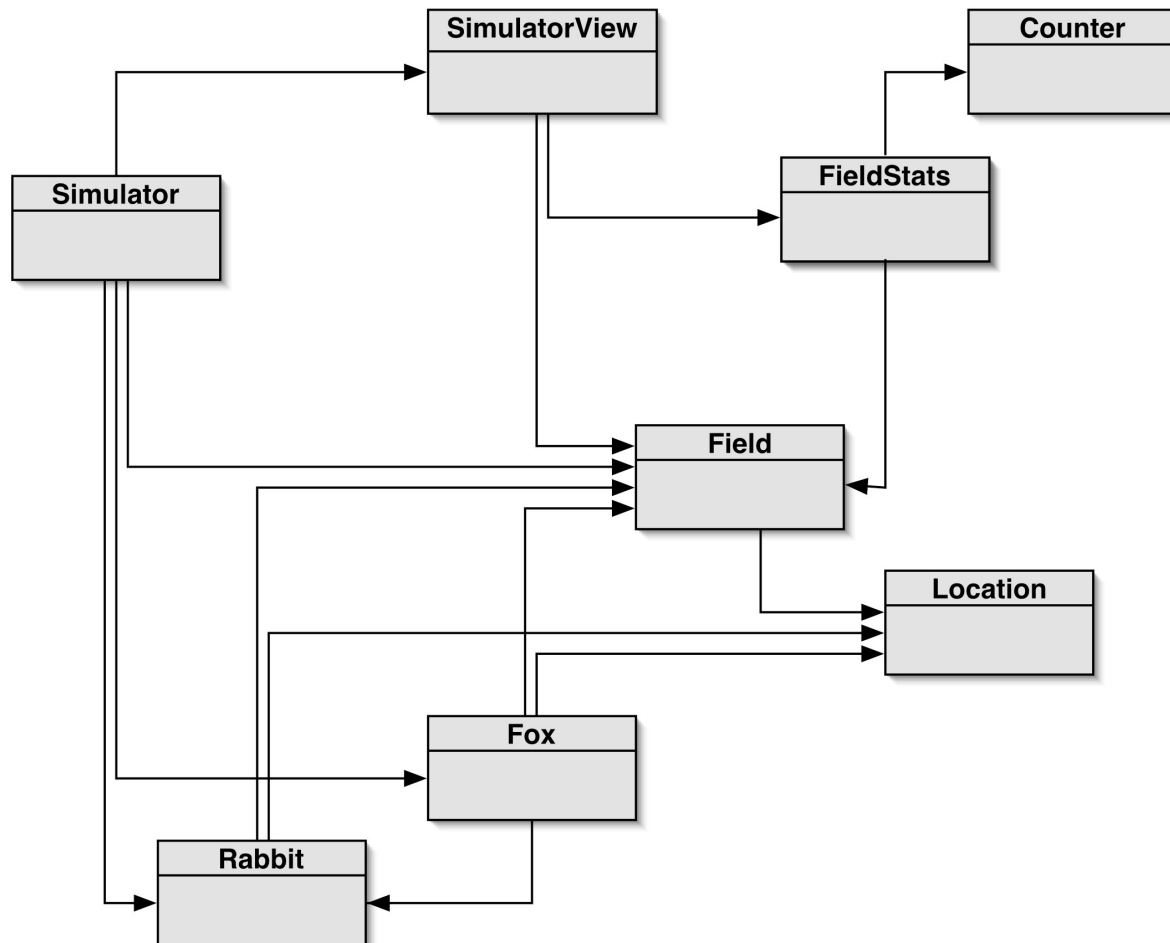 SimulatorView
Counter
FieldStats
Simulator
Field
Location
Fox
Rabbit